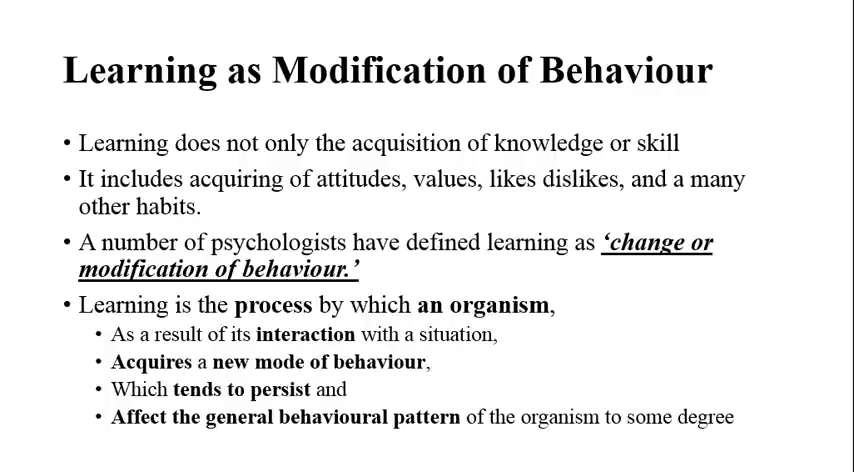 Learning as Modification of Behaviour
• Learning does not only the acquisition of knowledge or skill
• It includes acquiring of attitudes, values, likes dislikes, and a many
other habits.
• A number of psychologists have defined learning as ‘change or
modification of behaviour.’
• Learning is the process by which an organism,
• As a result of its interaction with a situation,
• Acquires a new mode of behaviour,
• Which tends to persist and
• Affect the general behavioural pattern of the organism to some degree